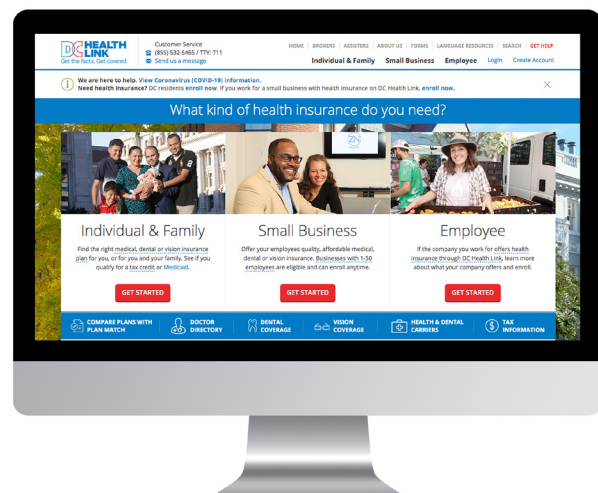 DC HEALTH LINK
Get the facts. Get covered.
Customer Service
(855) 532-5465 / TTY: 711
Send us a message
HOME | BROKERS | ASSISTERS | ABOUT US | FORMS | LANGUAGE RESOURCES | SEARCH | GET HELP
Individual & Family Small Business Employee Login Create Account
We are here to help. View Coronavirus (COVID-19) information.
Need health insurance? DC residents enroll now. If you work for a small business with health insurance on DC Health Link, enroll now.
What kind of health insurance do you need?
Individual & Family
Find the right medical, dental or vision insurance
plan for you, or for you and your family. See if you
qualify for a tax credit or Medicaid.
GET STARTED
Small Business
Offer your employees quality, affordable medical,
dental or vision insurance. Businesses with 1-50
employees are eligible and can enroll anytime.
GET STARTED
Employee
If the company you work for offers health
insurance through DC Health Link, learn more
about what your company offers and enroll.
GET STARTED
COMPARE PLANS WITH
PLAN MATCH
DOCTOR
DIRECTORY
DENTAL
COVERAGE
VISION
COVERAGE
HEALTH & DENTAL
CARRIERS
TAX
INFORMATION